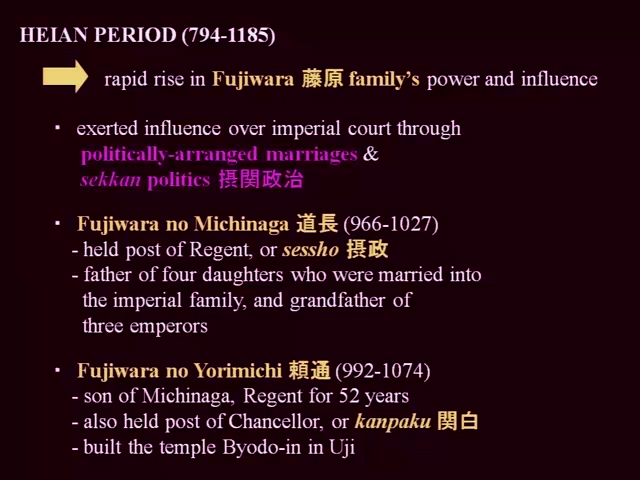 HEIAN PERIOD (794-1185)
rapid rise in Fujiwara 藤原 family's power and influence
· exerted influence over imperial court through
politically-arranged marriages &
sekkan politics 摂関政治
· Fujiwara no Michinaga 道長 (966-1027)
- held post of Regent, or sessho 摂政
- father of four daughters who were married into
the imperial family, and grandfather of
three emperors
· Fujiwara no Yorimichi 頼通 (992-1074)
- son of Michinaga, Regent for 52 years
- also held post of Chancellor, or kanpaku 関白
- built the temple Byodo-in in Uji